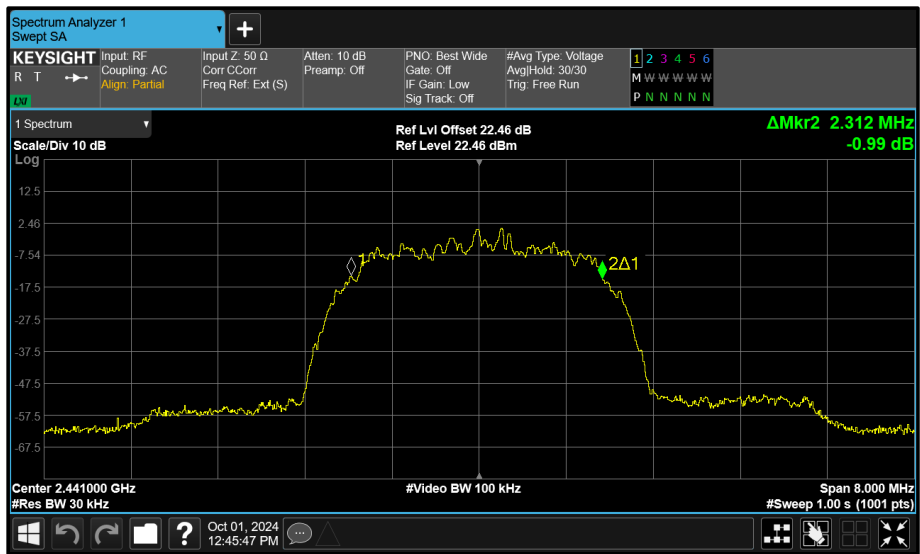 Spectrum Analyzer 1
Swept SA
KEYSIGHT
R T
LXI
Input: RF
Coupling: AC
Align: Partial
Input Z: 50 Ω
Corr CCorr
Freq Ref: Ext (S)
Atten: 10 dB
Preamp: Off
PNO: Best Wide
Gate: Off
IF Gain: Low
Sig Track: Off
#Avg Type: Voltage
Avg|Hold: 30/30
Trig: Free Run
1 2 3 4 5 6
M W W W W W
P N N N N N
1 Spectrum
Scale/Div 10 dB
Log
Ref Lvl Offset 22.46 dB
Ref Level 22.46 dBm
ΔMkr2 2.312 MHz
-0.99 dB
12.5
2.46
-7.54
-17.5
-27.5
-37.5
-47.5
-57.5
-67.5
1
2Δ1
Center 2.441000 GHz
#Res BW 30 kHz
#Video BW 100 kHz
Span 8.000 MHz
#Sweep 1.00 s (1001 pts)
?
Oct 01, 2024
12:45:47 PM